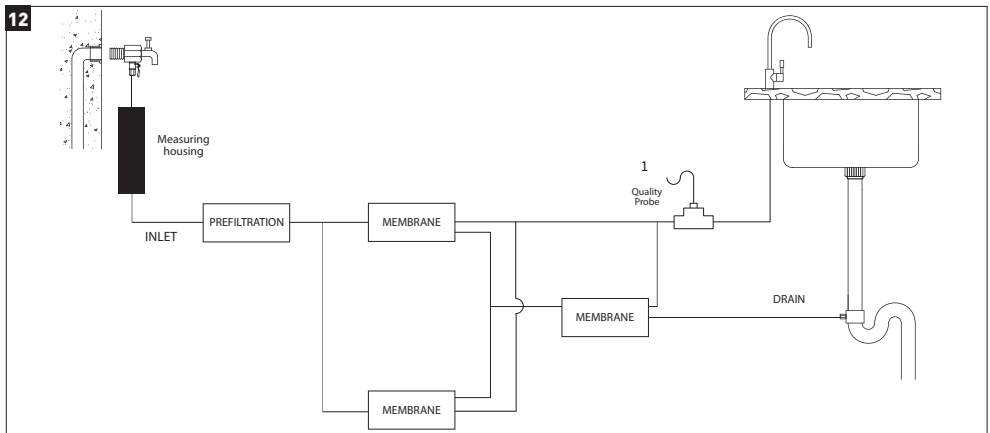 12
Measuring
housing
1
Quality
Probe
INLET
PREFILTRATION
MEMBRANE
MEMBRANE
DRAIN
MEMBRANE